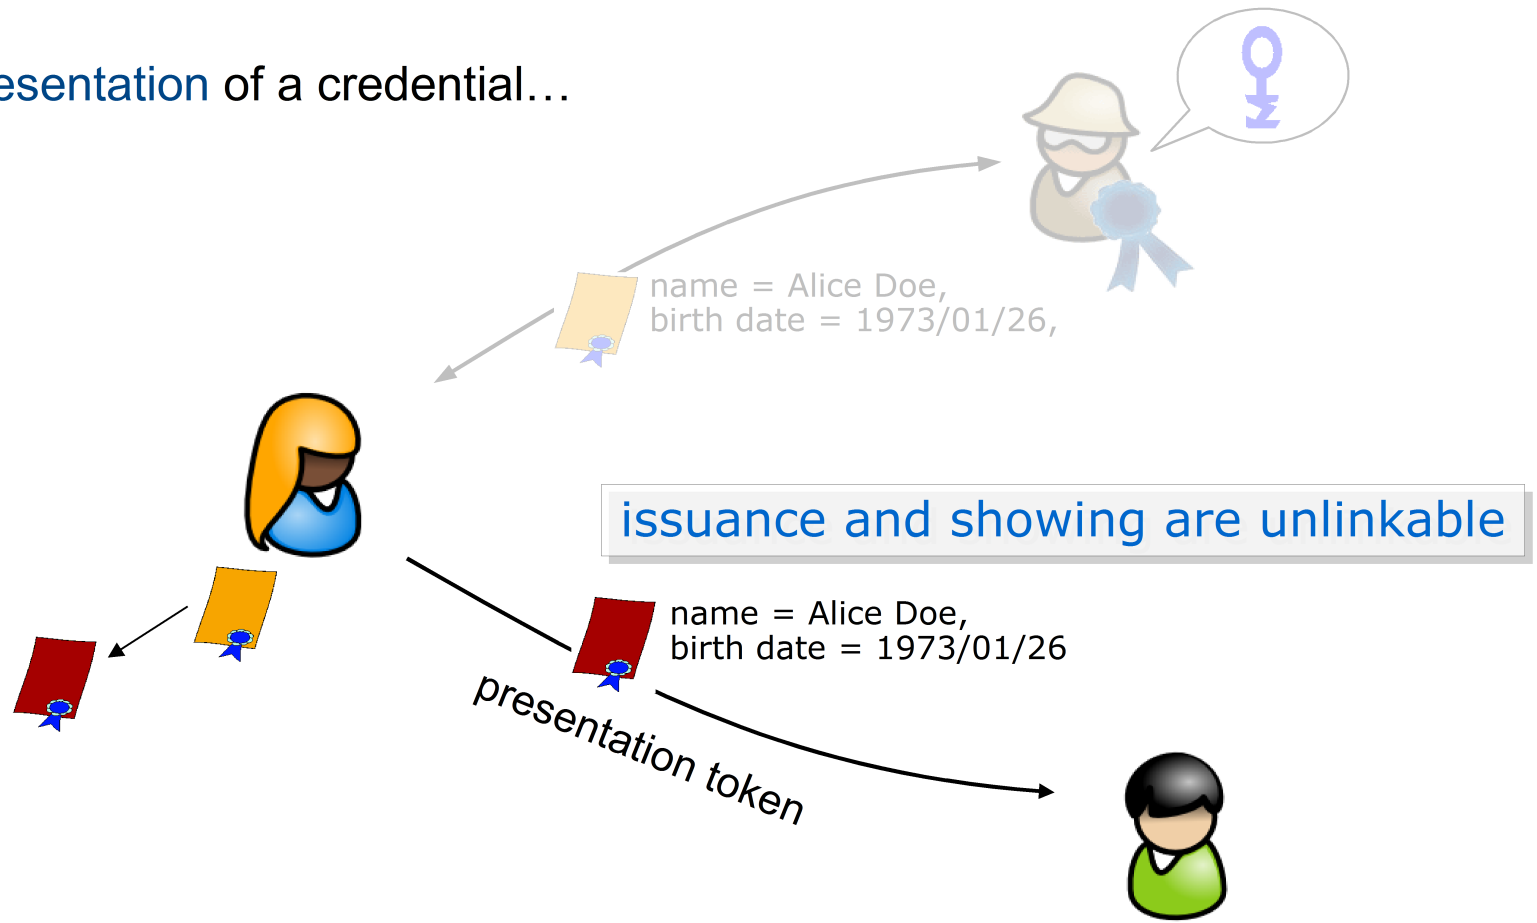 esentation of a credential…
name = Alice Doe,
birth date = 1973/01/26,
issuance and showing are unlinkable
name = Alice Doe,
birth date = 1973/01/26
presentation token